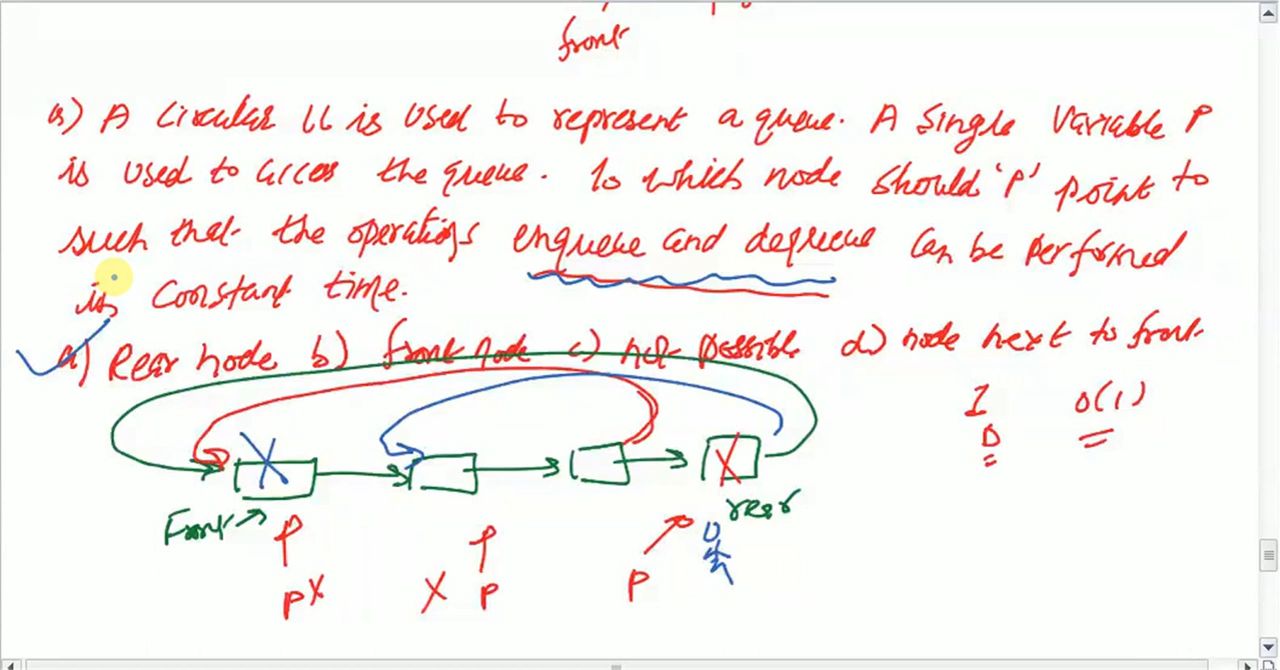 front
Q) A Circular LL is used to represent a queue. A single Variable P
is used to access the queue. To which node should 'P' point to
such that the operations enqueue and dequeue can be performed
in constant time.
a) Rear node b) front node c) not possible d) node next to front
I O(1)
D
Front rear
P P
P X X P P